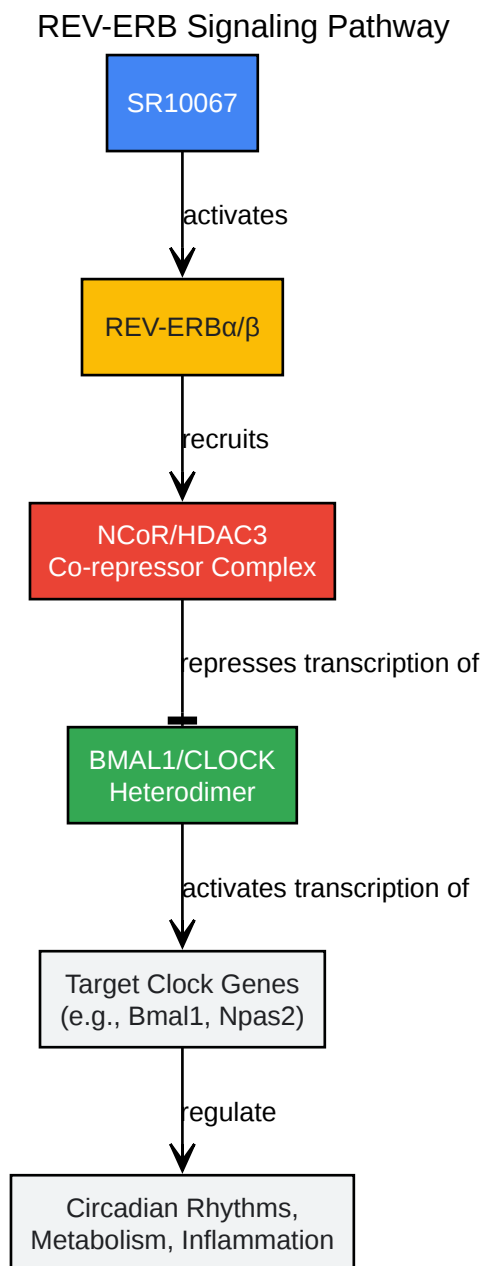 REV-ERB Signaling Pathway
SR10067
activates
REV-ERBα/β
recruits
NCoR/HDAC3
Co-repressor Complex
represses transcription of
BMAL1/CLOCK
Heterodimer
activates transcription of
Target Clock Genes
(e.g., Bmal1, Npas2)
regulate
Circadian Rhythms,
Metabolism, Inflammation